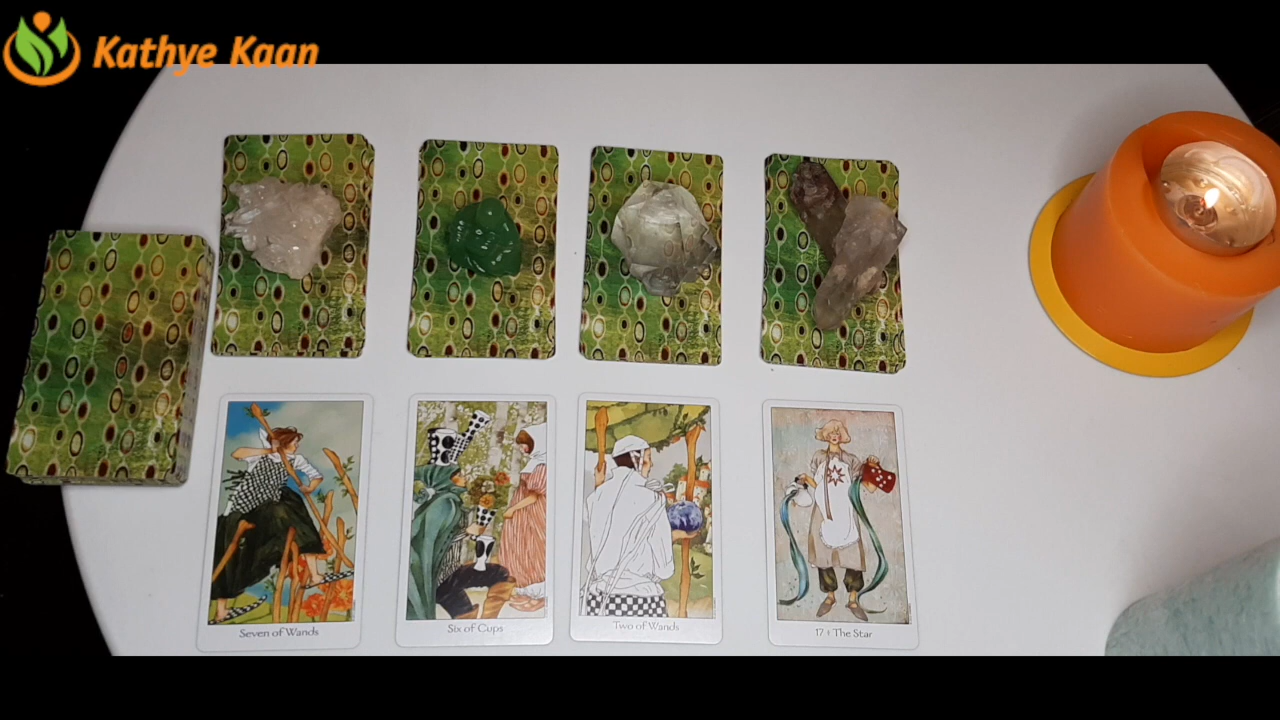 Kathye Kaan
Seven of Wands
Six of Cups
Two of Wands
17 The Star